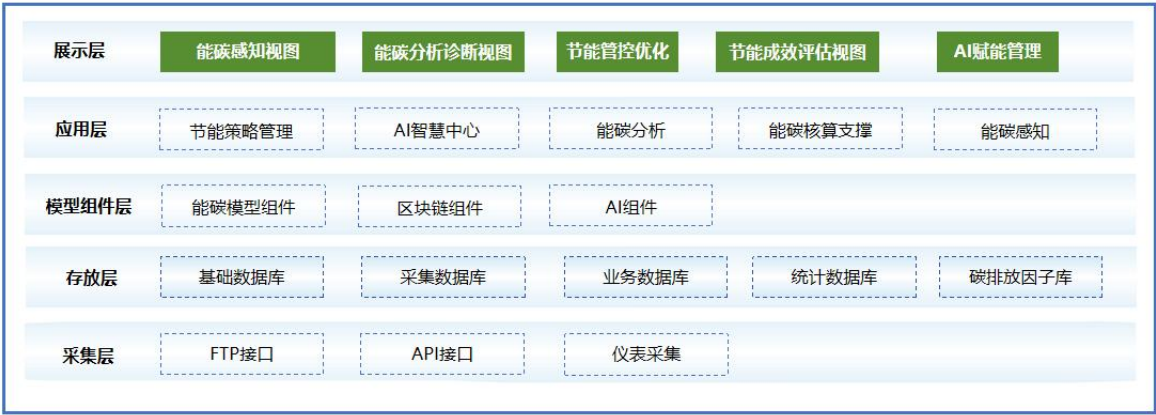 展示层 能碳感知视图 能碳分析诊断视图 节能管控优化 节能成效评估视图 AI赋能管理
应用层 节能策略管理 AI智慧中心 能碳分析 能碳核算支撑 能碳感知
模型组件层 能碳模型组件 区块链组件 AI组件
存放层 基础数据库 采集数据库 业务数据库 统计数据库 碳排放因子库
采集层 FTP接口 API接口 仪表采集